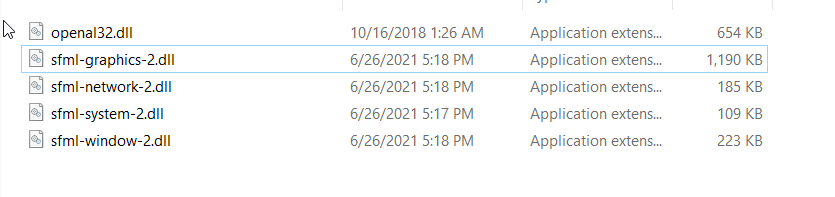 openal32.dll 10/16/2018 1:26 AM Application extens... 654 KB
sfml-graphics-2.dll 6/26/2021 5:18 PM Application extens... 1,190 KB
sfml-network-2.dll 6/26/2021 5:18 PM Application extens... 185 KB
sfml-system-2.dll 6/26/2021 5:17 PM Application extens... 109 KB
sfml-window-2.dll 6/26/2021 5:18 PM Application extens... 223 KB